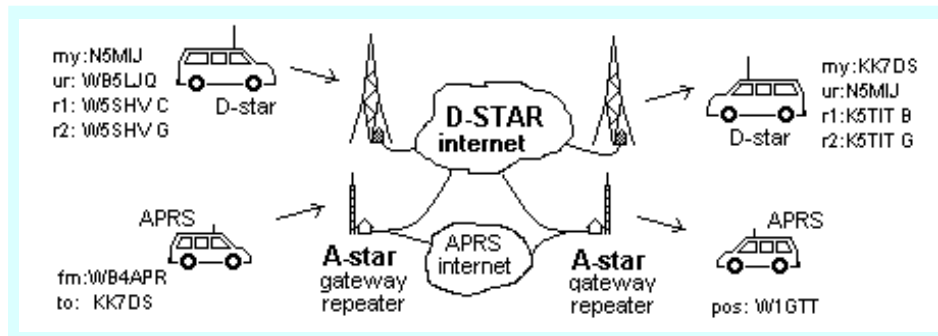 my:N5MIJ
ur: WB5LJQ
r1: W5SHV C
r2: W5SHV G
D-star
D-STAR
internet
my:KK7DS
ur:N5MIJ
r1:K5TIT B
r2:K5TIT G
D-star
APRS
fm:WB4APR
to: KK7DS
A-star
gateway
repeater
APRS
internet
A-star
gateway
repeater
APRS
pos: W1GTT